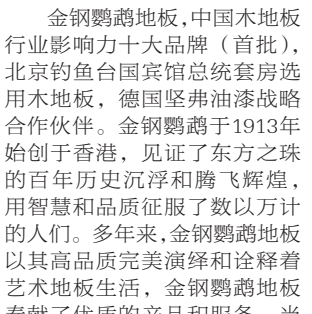 金钢鹦鹉地板，中国木地板
行业影响力十大品牌（首批），
北京钓鱼台国宾馆总统套房选
用木地板，德国坚弗油漆战略
合作伙伴。金钢鹦鹉于1913年
始创于香港，见证了东方之珠
的百年历史沉浮和腾飞辉煌，
用智慧和品质征服了数以万计
的人们。多年来，金钢鹦鹉地板
以其高品质完美演绎和诠释着
艺术地板生活，金钢鹦鹉地板
奉献了优质的产品和服务，当